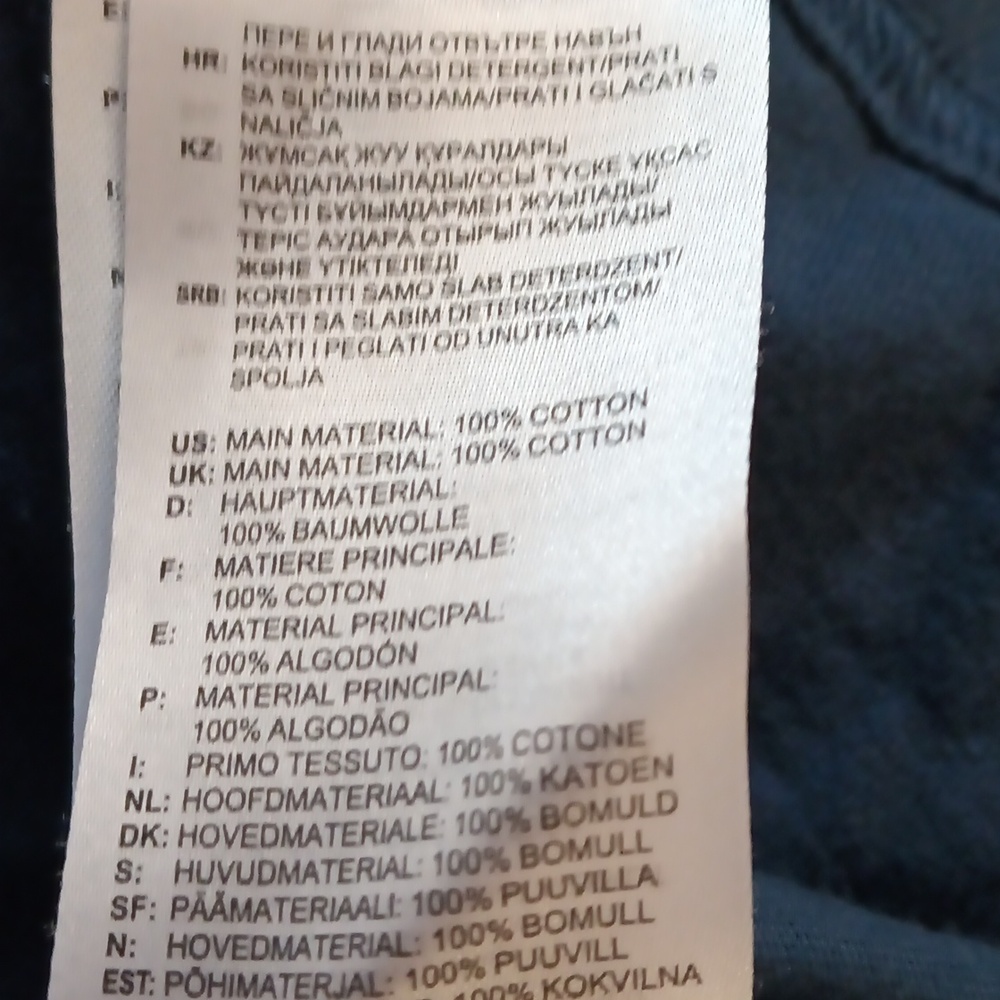 ПЕРЕ И ГЛАДИ ОТВЪТРЕ НАВЪН
HR: KORISTITI BLAGI DETERGENT/PRATI
SA SLIČNIM BOJAMA/PRATI I GLAČATI S
NALIČJA
KZ: ЖҰМСАҚ ЖУУ ҚҰРАЛДАРЫ
ПАЙДАЛАНЫЛАДЫ/ОСЫ ТҮСКЕ ҰҚСАС
ТҮСТІ БҰЙЫМДАРМЕН ЖУЫЛАДЫ/
ТЕРІС АУДАРА ОТЫРЫП ЖУЫЛАДЫ
ЖӘНЕ ҮТІКТЕЛЕДІ
SRB: KORISTITI SAMO SLAB DETERDZENT/
PRATI SA SLABIM DETERDZENTOM/
PRATI I PEGLATI OD UNUTRA KA
SPOLJA
US: MAIN MATERIAL: 100% COTTON
UK: MAIN MATERIAL: 100% COTTON
D: HAUPTMATERIAL:
100% BAUMWOLLE
F: MATIERE PRINCIPALE:
100% COTON
E: MATERIAL PRINCIPAL:
100% ALGODÓN
P: MATERIAL PRINCIPAL:
100% ALGODÃO
I: PRIMO TESSUTO: 100% COTONE
NL: HOOFDMATERIAAL: 100% KATOEN
DK: HOVEDMATERIALE: 100% BOMULD
S: HUVUDMATERIAL: 100% BOMULL
SF: PÄÄMATERIAALI: 100% PUUVILLA
N: HOVEDMATERIAL: 100% BOMULL
EST: PÕHIMATERJAL: 100% PUUVILL
100% KOKVILNA